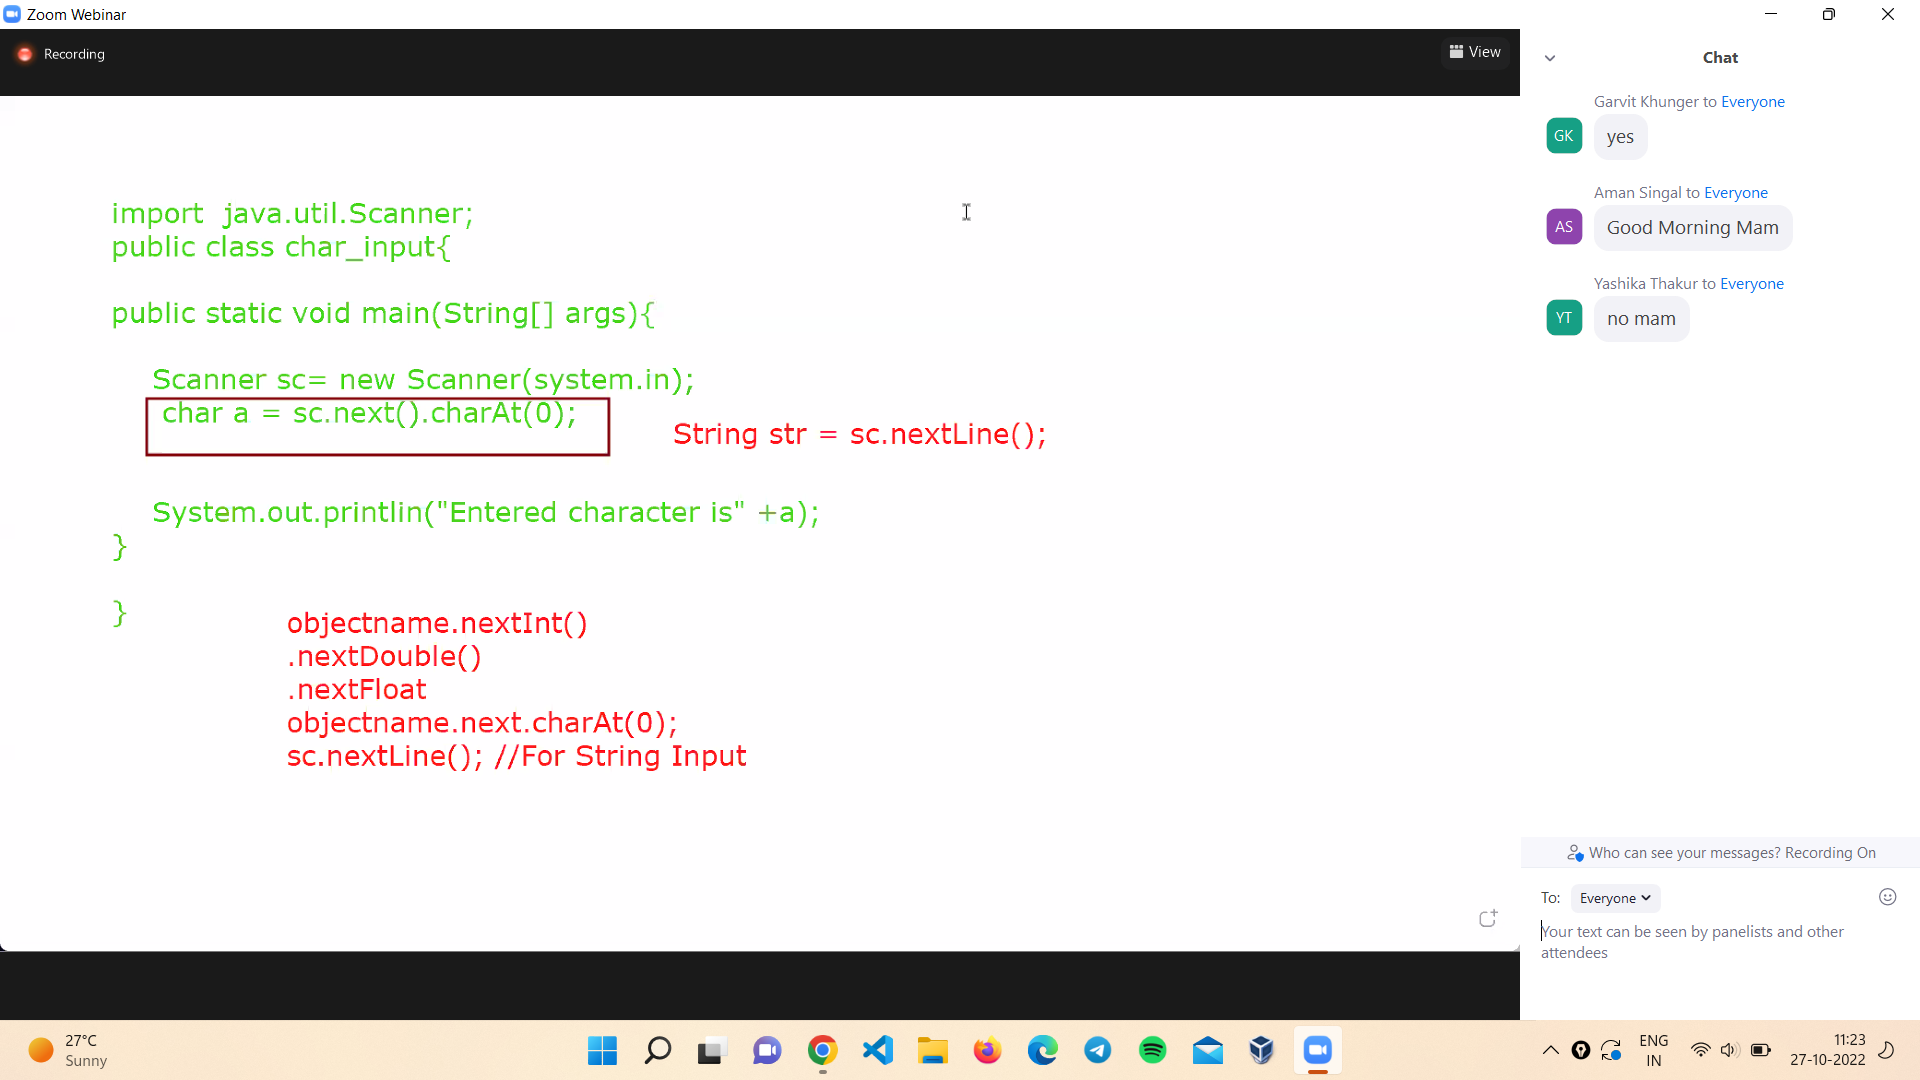 Zoom Webinar
Recording
View
import  java.util.Scanner;
public class char_input{
public static void main(String[] args){
Scanner sc= new Scanner(system.in);
char a = sc.next().charAt(0);
String str = sc.nextLine();
System.out.printlin("Entered character is" +a);
}
}
objectname.nextInt()
.nextDouble()
.nextFloat
objectname.next.charAt(0);
sc.nextLine(); //For String Input
Chat
Garvit Khunger to Everyone
GK
yes
Aman Singal to Everyone
AS
Good Morning Mam
Yashika Thakur to Everyone
YT
no mam
Who can see your messages? Recording On
To: Everyone
Your text can be seen by panelists and other
attendees
27°C
Sunny
ENG
IN
11:23
27-10-2022